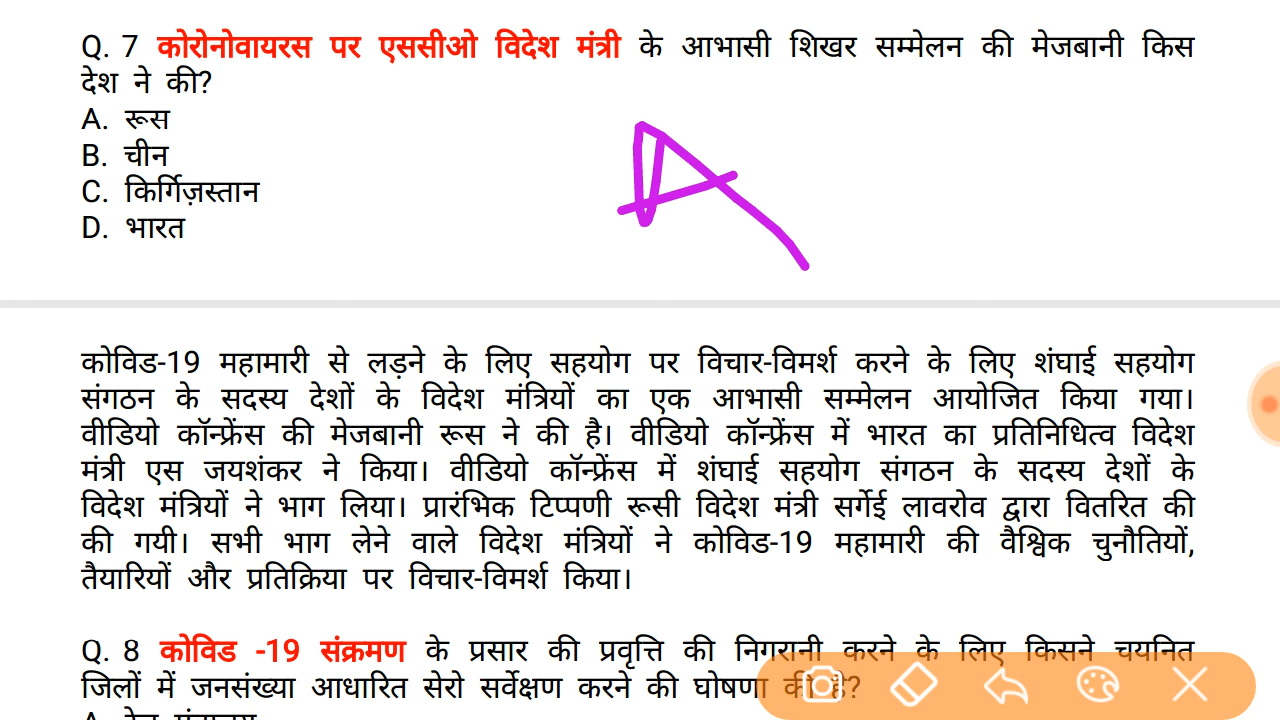 Q. 7 कोरोनोवायरस पर एससीओ विदेश मंत्री के आभासी शिखर सम्मेलन की मेजबानी किस
देश ने की?
A. रूस
B. चीन
C. किर्गिज़स्तान
D. भारत
A
कोविड-19 महामारी से लड़ने के लिए सहयोग पर विचार-विमर्श करने के लिए शंघाई सहयोग
संगठन के सदस्य देशों के विदेश मंत्रियों का एक आभासी सम्मेलन आयोजित किया गया।
वीडियो कॉन्फ्रेंस की मेजबानी रूस ने की है। वीडियो कॉन्फ्रेंस में भारत का प्रतिनिधित्व विदेश
मंत्री एस जयशंकर ने किया। वीडियो कॉन्फ्रेंस में शंघाई सहयोग संगठन के सदस्य देशों के
विदेश मंत्रियों ने भाग लिया। प्रारंभिक टिप्पणी रूसी विदेश मंत्री सर्गेई लावरोव द्वारा वितरित की
की गयी। सभी भाग लेने वाले विदेश मंत्रियों ने कोविड-19 महामारी की वैश्विक चुनौतियों,
तैयारियों और प्रतिक्रिया पर विचार-विमर्श किया।
Q. 8 कोविड -19 संक्रमण के प्रसार की प्रवृत्ति की निगरानी करने के लिए किसने चयनित
जिलों में जनसंख्या आधारित सेरो सर्वेक्षण करने की घोषणा की है?